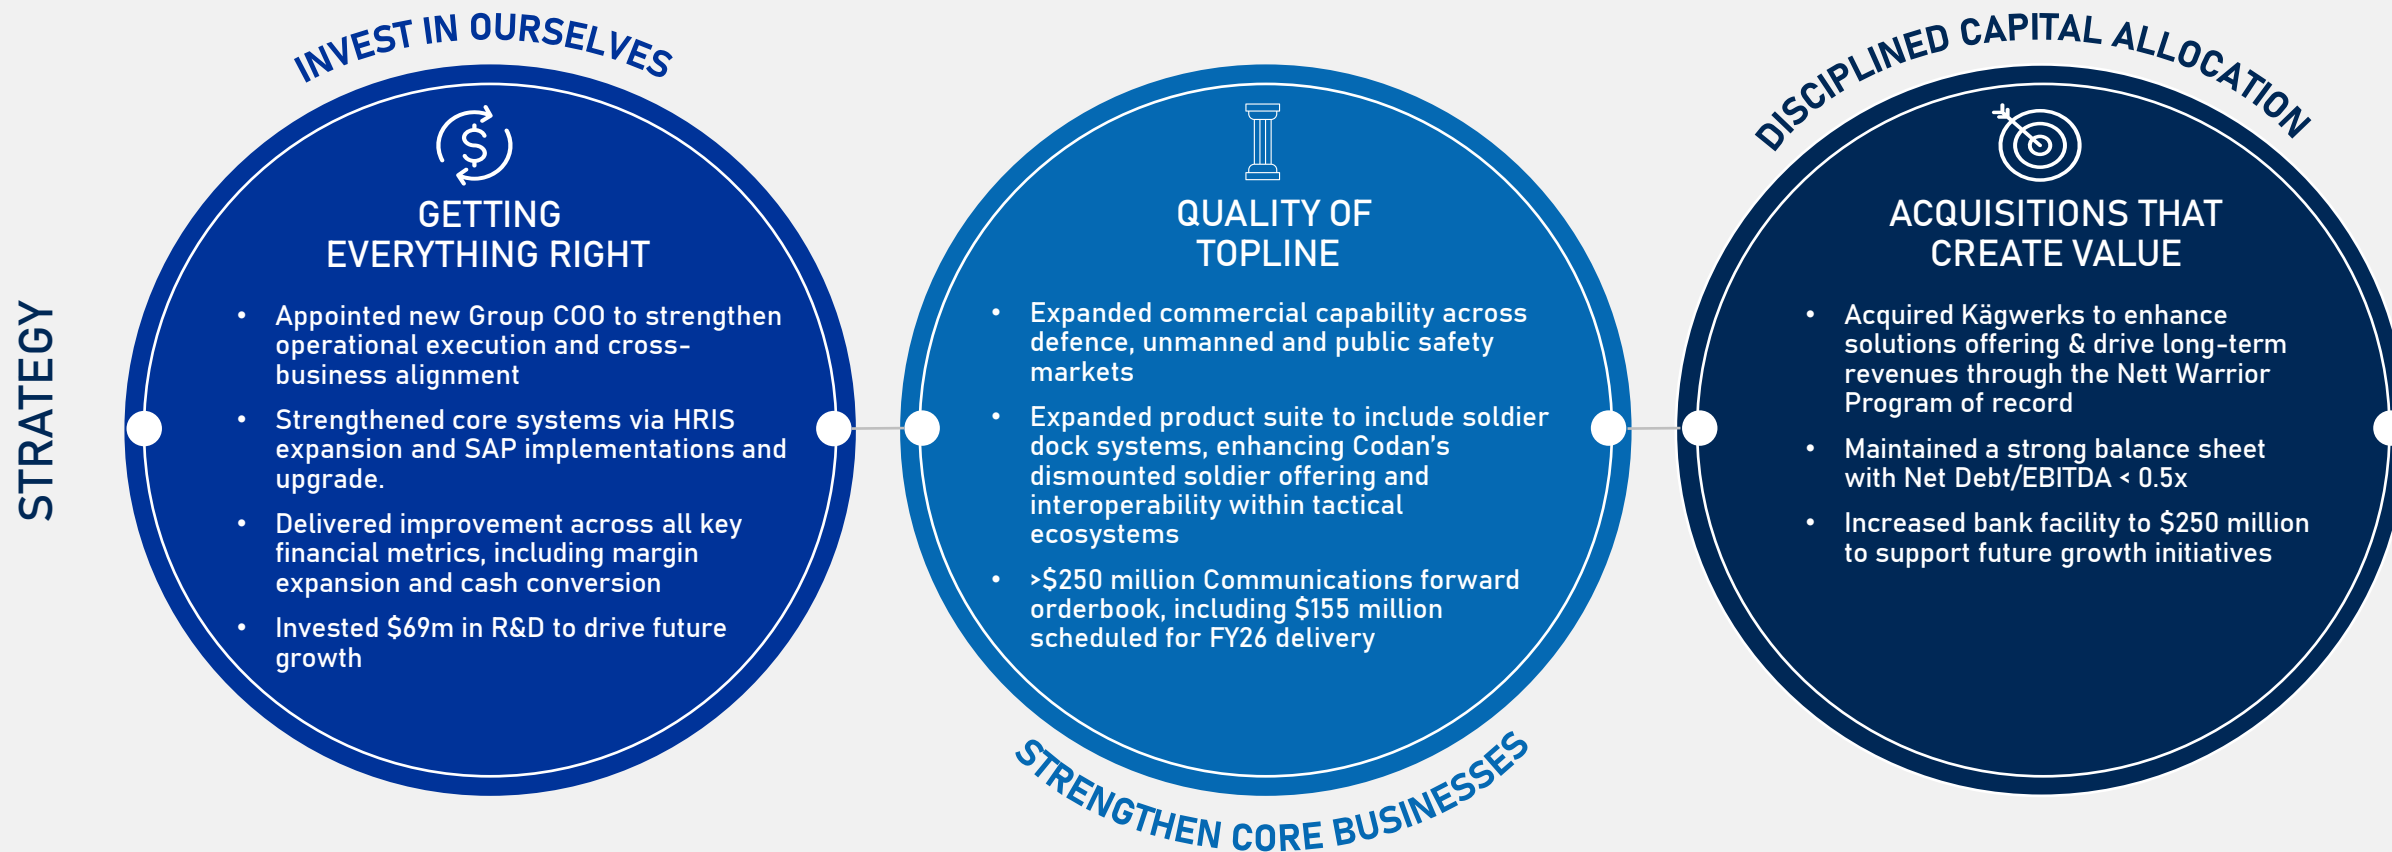 STRATEGY
INVEST IN OURSELVES
GETTING
EVERYTHING RIGHT
• Appointed new Group COO to strengthen
operational execution and cross-
business alignment
• Strengthened core systems via HRIS
expansion and SAP implementations and
upgrade.
• Delivered improvement across all key
financial metrics, including margin
expansion and cash conversion
• Invested $69m in R&D to drive future
growth
QUALITY OF
TOPLINE
• Expanded commercial capability across
defence, unmanned and public safety
markets
• Expanded product suite to include soldier
dock systems, enhancing Codan's
dismounted soldier offering and
interoperability within tactical
ecosystems
• >$250 million Communications forward
orderbook, including $155 million
scheduled for FY26 delivery
STRENGTHEN CORE BUSINESSES
DISCIPLINED CAPITAL ALLOCATION
ACQUISITIONS THAT
CREATE VALUE
• Acquired Kägwerks to enhance
solutions offering & drive long-term
revenues through the Nett Warrior
Program of record
• Maintained a strong balance sheet
with Net Debt/EBITDA < 0.5x
• Increased bank facility to $250 million
to support future growth initiatives